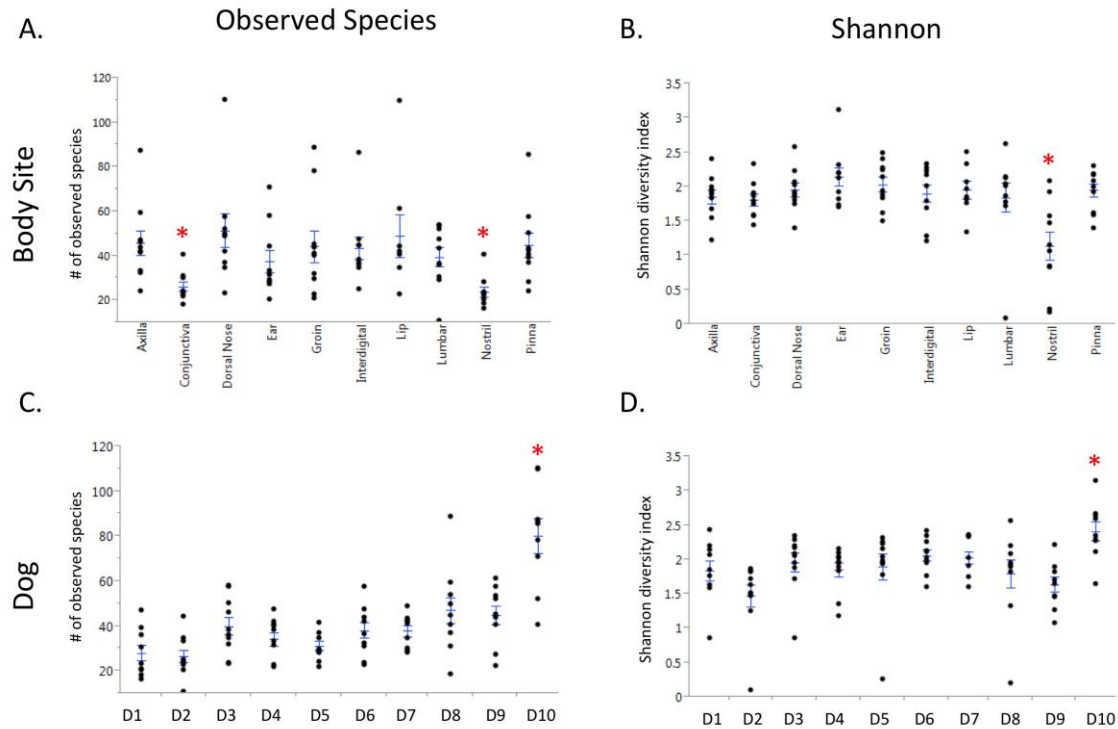 A.
Observed Species
B.
Shannon
Body Site
# of observed species
120
100
80
60
40
20
Axilla
Conjunctiva
Dorsal Nose
Ear
Groin
Interdigital
Lip
Lumbar
Nostril
Pinna
*
*
Shannon diversity index
3.5
3
2.5
2
1.5
1
0.5
0
Axilla
Conjunctiva
Dorsal Nose
Ear
Groin
Interdigital
Lip
Lumbar
Nostril
Pinna
*
C.
D.
Dog
# of observed species
120
100
80
60
40
20
D1 D2 D3 D4 D5 D6 D7 D8 D9 D10
*
Shannon diversity index
3.5
3
2.5
2
1.5
1
0.5
0
D1 D2 D3 D4 D5 D6 D7 D8 D9 D10
*